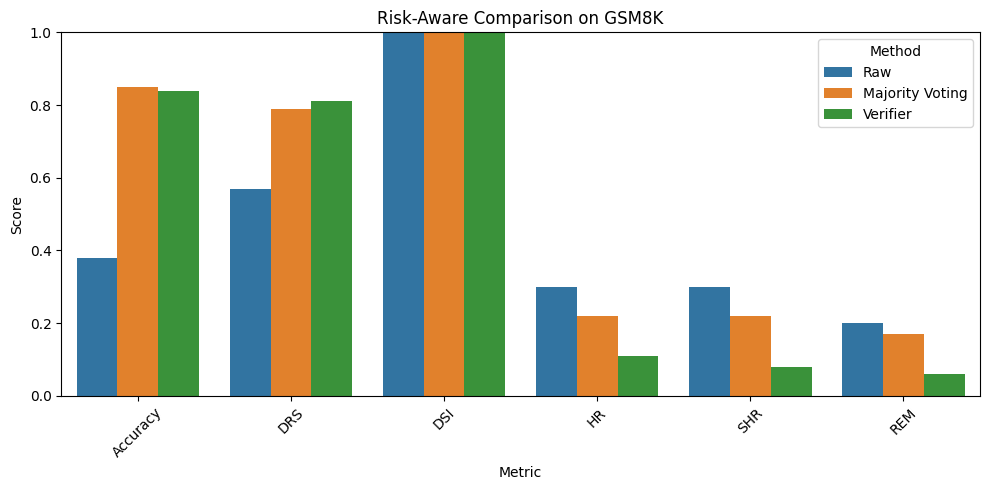 Risk-Aware Comparison on GSM8K
Method
Raw
Majority Voting
Verifier
Score
1.0
0.8
0.6
0.4
0.2
0.0
Accuracy
DRS
DSI
HR
SHR
REM
Metric